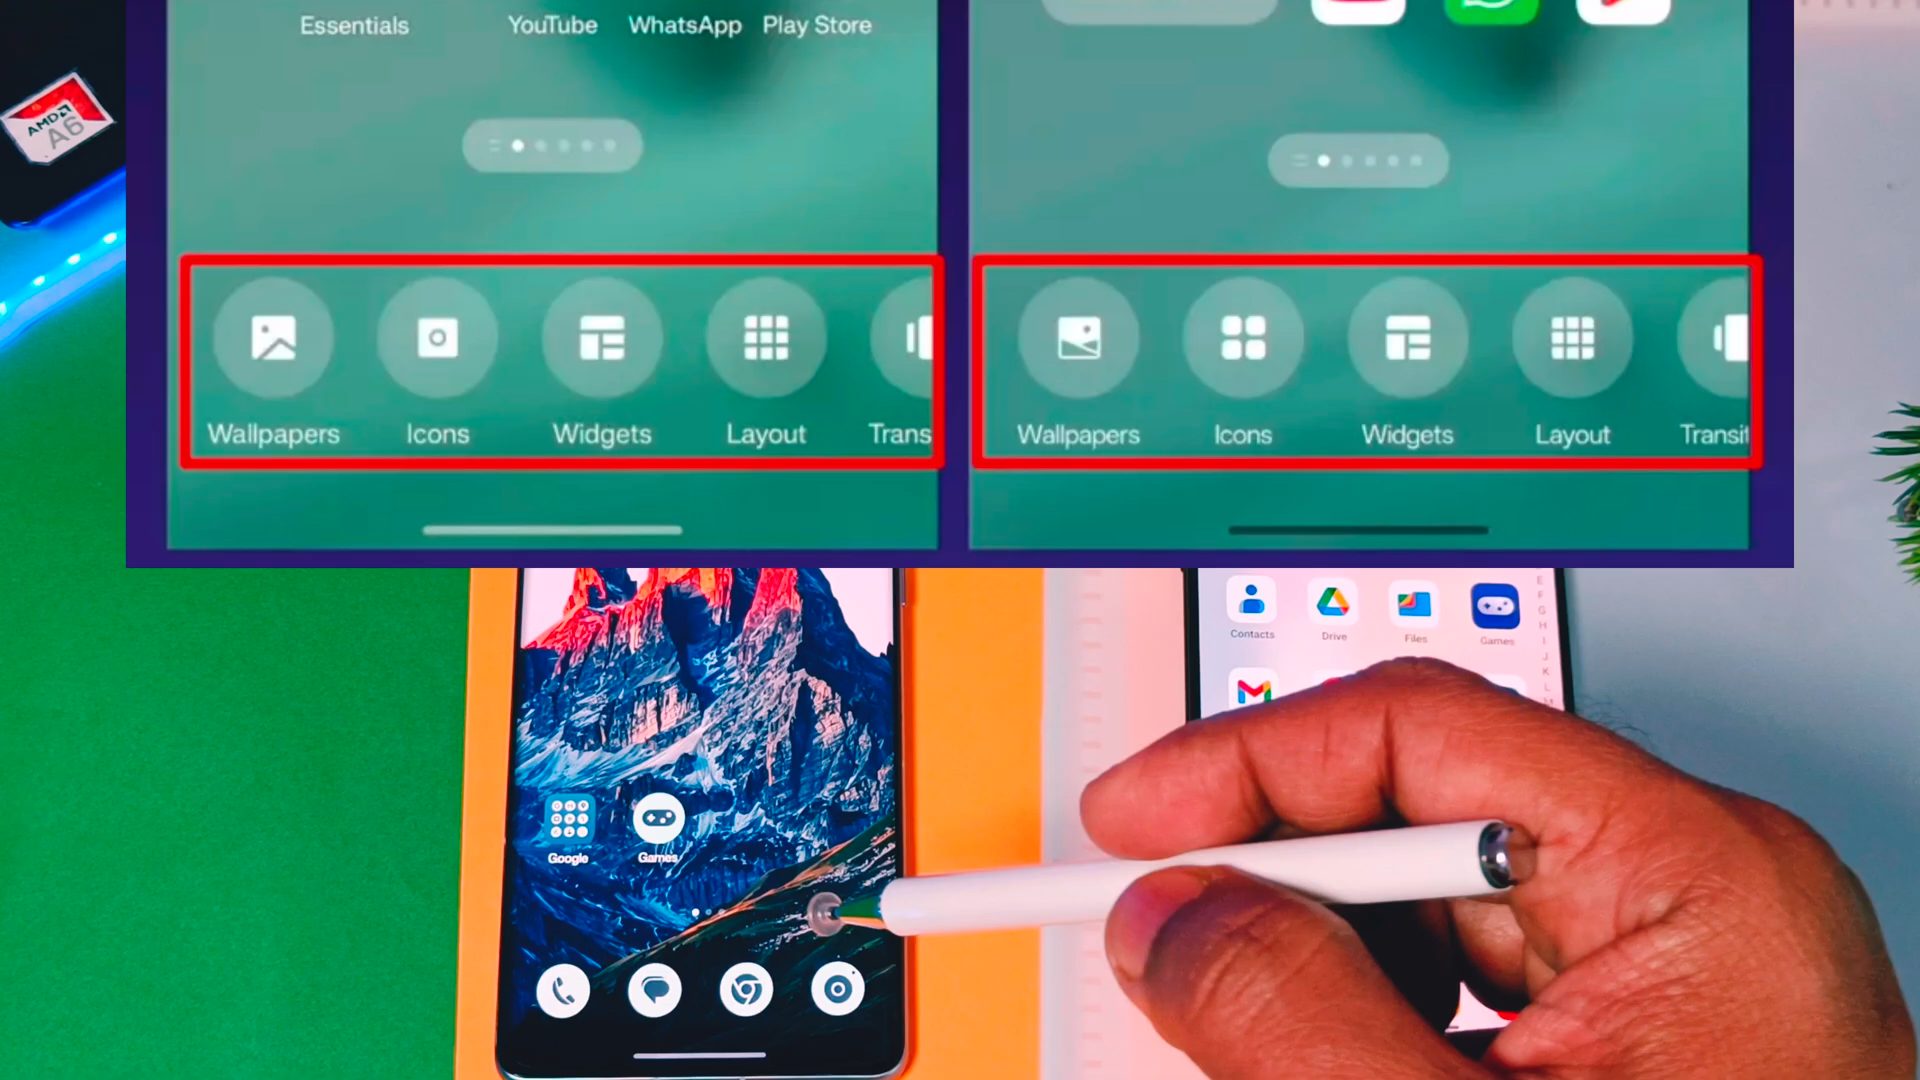 Essentials
YouTube
WhatsApp
Play Store
AMD
A6
Wallpapers
Icons
Widgets
Layout
Trans
Wallpapers
Icons
Widgets
Layout
Transit
Contacts
Drive
Files
Games
E
F
G
H
I
J
K
L
M
Google
Games